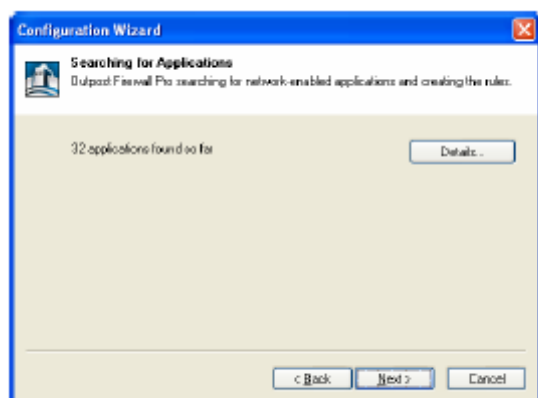 Configuration Wizard
Searching for Applications
Outpost Firewall Pro searching for network-enabled applications and creating the rules.
32 applications found so far
Details...
< Back
Next >
Cancel